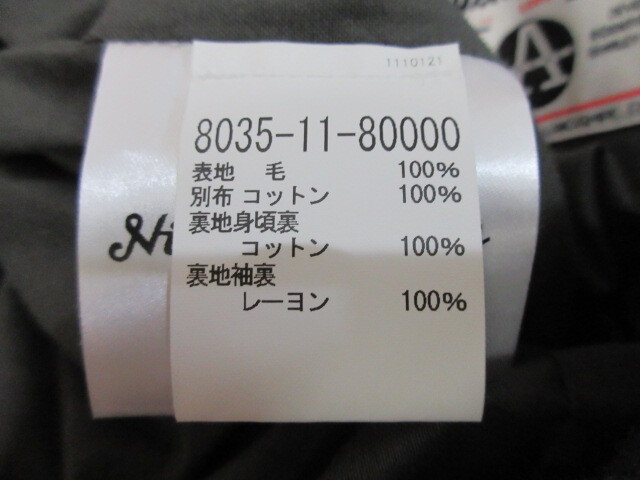 1110121
8035-11-80000
表地 毛 100%
別布 コットン 100%
裏地身頃裏
コットン 100%
裏地袖裏
レーヨン 100%
A